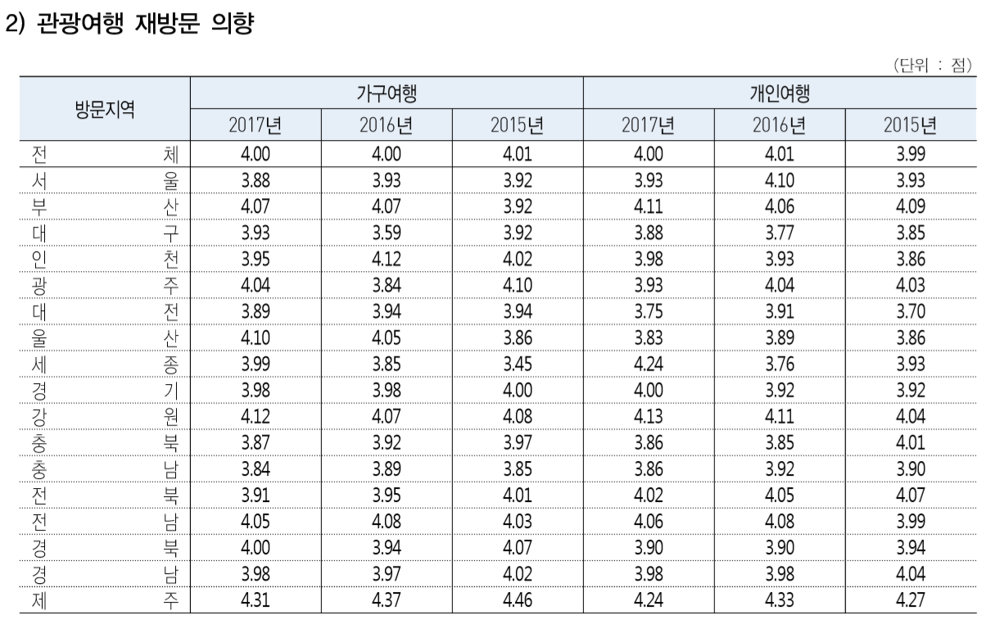 2) 관광여행 재방문 의향
(단위 : 점)
방문지역 가구여행 개인여행
2017년 2016년 2015년 2017년 2016년 2015년
전 체 4.00 4.00 4.01 4.00 4.01 3.99
서 울 3.88 3.93 3.92 3.93 4.10 3.93
부 산 4.07 4.07 3.92 4.11 4.06 4.09
대 구 3.93 3.59 3.92 3.88 3.77 3.85
인 천 3.95 4.12 4.02 3.98 3.93 3.86
광 주 4.04 3.84 4.10 3.93 4.04 4.03
대 전 3.89 3.94 3.94 3.75 3.91 3.70
울 산 4.10 4.05 3.86 3.83 3.89 3.86
세 종 3.99 3.85 3.45 4.24 3.76 3.93
경 기 3.98 3.98 4.00 4.00 3.92 3.92
강 원 4.12 4.07 4.08 4.13 4.11 4.04
충 북 3.87 3.92 3.97 3.86 3.85 4.01
충 남 3.84 3.89 3.85 3.86 3.92 3.90
전 북 3.91 3.95 4.01 4.02 4.05 4.07
전 남 4.05 4.08 4.03 4.06 4.08 3.99
경 북 4.00 3.94 4.07 3.90 3.90 3.94
경 남 3.98 3.97 4.02 3.98 3.98 4.04
제 주 4.31 4.37 4.46 4.24 4.33 4.27